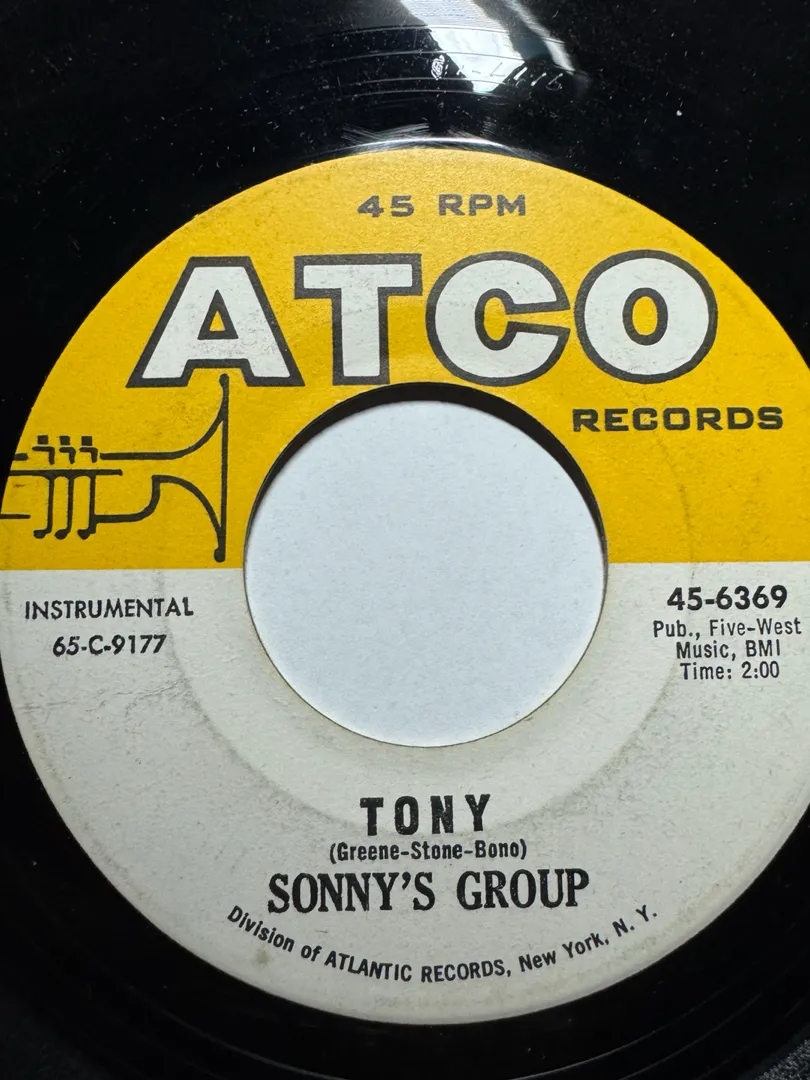 45 RPM
ATCO
RECORDS
INSTRUMENTAL
65-C-9177
45-6369
Pub., Five-West
Music, BMI
Time: 2:00
TONY
(Greene-Stone-Bono)
SONNY'S GROUP
Division of ATLANTIC RECORDS, New York, N. Y.